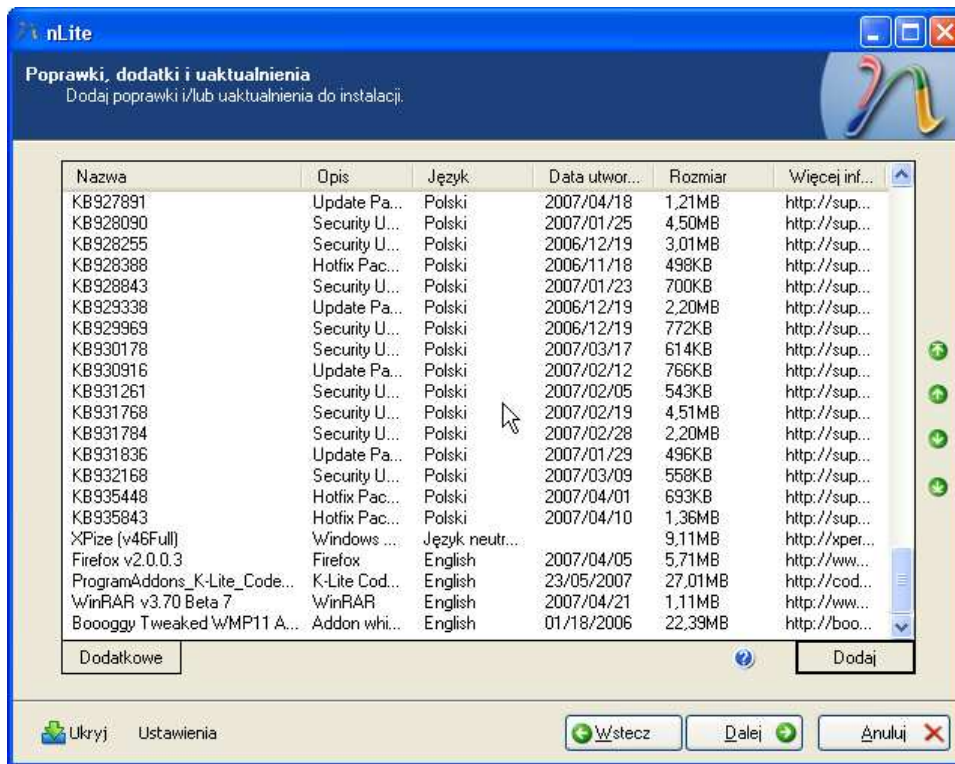 nLite
Poprawki, dodatki i uaktualnienia
Dodaj poprawki i/lub uaktualnienia do instalacji.
Nazwa Opis Język Data utwor... Rozmiar Więcej inf...
KB927891 Update Pa... Polski 2007/04/18 1,21MB http://sup...
KB928090 Security U... Polski 2007/01/25 4,50MB http://sup...
KB928255 Security U... Polski 2006/12/19 3,01MB http://sup...
KB928388 Hotfix Pac... Polski 2006/11/18 498KB http://sup...
KB928843 Security U... Polski 2007/01/23 700KB http://sup...
KB929338 Update Pa... Polski 2006/12/19 2,20MB http://sup...
KB929969 Security U... Polski 2006/12/19 772KB http://sup...
KB930178 Security U... Polski 2007/03/17 614KB http://sup...
KB930916 Update Pa... Polski 2007/02/12 766KB http://sup...
KB931261 Security U... Polski 2007/02/05 543KB http://sup...
KB931768 Security U... Polski 2007/02/19 4,51MB http://sup...
KB931784 Security U... Polski 2007/02/28 2,20MB http://sup...
KB931836 Update Pa... Polski 2007/01/29 496KB http://sup...
KB932168 Security U... Polski 2007/03/09 558KB http://sup...
KB935448 Hotfix Pac... Polski 2007/04/01 693KB http://sup...
KB935843 Hotfix Pac... Polski 2007/04/10 1,36MB http://sup...
XPize (v46Full) Windows ... Język neutr... 9,11MB http://xper...
Firefox v2.0.0.3 Firefox English 2007/04/05 5,71MB http://ww...
ProgramAddons_K-Lite_Code... K-Lite Cod... English 23/05/2007 27,01MB http://cod...
WinRAR v3.70 Beta 7 WinRAR English 2007/04/21 1,11MB http://ww...
Boooggy Tweaked WMP11 A... Addon whi... English 01/18/2006 22,39MB http://boo...
Dodatkowe Dodaj
Ukryj Ustawienia Wstecz Dalej Anuluj